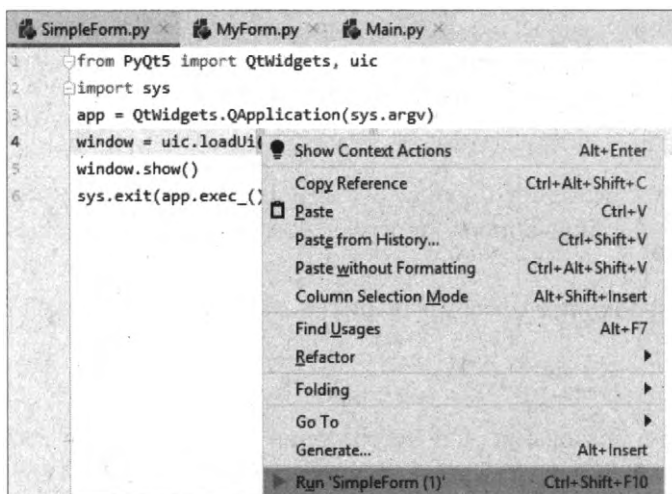 SimpleForm.py × MyForm.py × Main.py ×
1 from PyQt5 import QtWidgets, uic
2 import sys
3 app = QtWidgets.QApplication(sys.argv)
4 window = uic.loadUi(
5 window.show()
6 sys.exit(app.exec_()
Show Context Actions Alt+Enter
Copy Reference Ctrl+Alt+Shift+C
Paste Ctrl+V
Paste from History... Ctrl+Shift+V
Paste without Formatting Ctrl+Alt+Shift+V
Column Selection Mode Alt+Shift+Insert
Find Usages Alt+F7
Refactor
Folding
Go To
Generate... Alt+Insert
Run 'SimpleForm (1)' Ctrl+Shift+F10